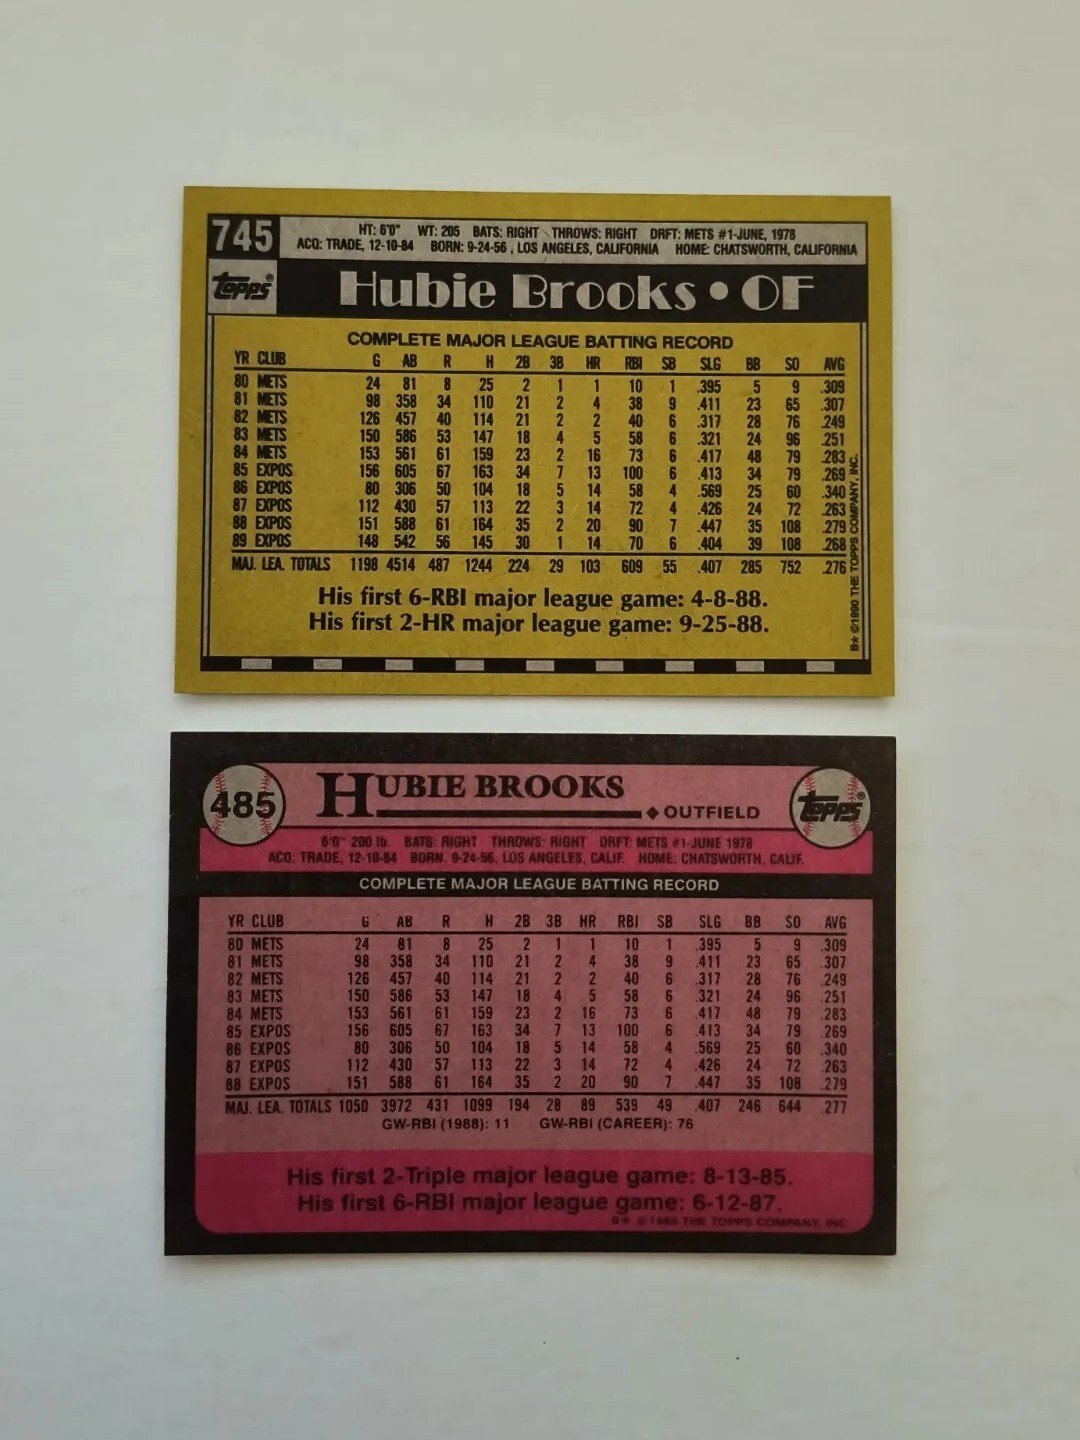 745
HT: 6'0" WT: 205 BATS: RIGHT THROWS: RIGHT DRFT: METS #1-JUNE, 1978
ACQ: TRADE, 12-10-84 BORN: 9-24-56, LOS ANGELES, CALIFORNIA HOME: CHATSWORTH, CALIFORNIA
Topps®
Hubie Brooks • OF
COMPLETE MAJOR LEAGUE BATTING RECORD
YR CLUB G AB R H 2B 3B HR RBI SB SLG BB SO AVG
80 METS 24 81 8 25 2 1 1 10 1 .395 5 9 .309
81 METS 98 358 34 110 21 2 4 38 9 .411 23 65 .307
82 METS 126 457 40 114 21 2 2 40 6 .317 28 76 .249
83 METS 150 586 53 147 18 4 5 58 6 .321 24 96 .251
84 METS 153 561 61 159 23 2 16 73 6 .417 48 79 .283
85 EXPOS 156 605 67 163 34 7 13 100 6 .413 34 79 .269
86 EXPOS 80 306 50 104 18 5 14 58 4 .569 25 60 .340
87 EXPOS 112 430 57 113 22 3 14 72 4 .426 24 72 .263
88 EXPOS 151 588 61 164 35 2 20 90 7 .447 35 108 .279
89 EXPOS 148 542 56 145 30 1 14 70 6 .404 39 108 .268
MAJ. LEA. TOTALS 1198 4514 487 1244 224 29 103 609 55 .407 285 752 .276
His first 6-RBI major league game: 4-8-88.
His first 2-HR major league game: 9-25-88.
B★ ©1990 THE TOPPS COMPANY, INC.
485
HUBIE BROOKS
◆ OUTFIELD
Topps®
6'0" 200 lb. BATS: RIGHT THROWS: RIGHT DRFT: METS #1-JUNE 1978
ACQ: TRADE, 12-10-84 BORN: 9-24-56, LOS ANGELES, CALIF. HOME: CHATSWORTH, CALIF.
COMPLETE MAJOR LEAGUE BATTING RECORD
YR CLUB G AB R H 2B 3B HR RBI SB SLG BB SO AVG
80 METS 24 81 8 25 2 1 1 10 1 .395 5 9 .309
81 METS 98 358 34 110 21 2 4 38 9 .411 23 65 .307
82 METS 126 457 40 114 21 2 2 40 6 .317 28 76 .249
83 METS 150 586 53 147 18 4 5 58 6 .321 24 96 .251
84 METS 153 561 61 159 23 2 16 73 6 .417 48 79 .283
85 EXPOS 156 605 67 163 34 7 13 100 6 .413 34 79 .269
86 EXPOS 80 306 50 104 18 5 14 58 4 .569 25 60 .340
87 EXPOS 112 430 57 113 22 3 14 72 4 .426 24 72 .263
88 EXPOS 151 588 61 164 35 2 20 90 7 .447 35 108 .279
MAJ. LEA. TOTALS 1050 3972 431 1099 194 28 89 539 49 .407 246 644 .277
GW-RBI (1988): 11 GW-RBI (CAREER): 76
His first 2-Triple major league game: 8-13-85.
His first 6-RBI major league game: 6-12-87.
B★ ©1989 THE TOPPS COMPANY, INC.